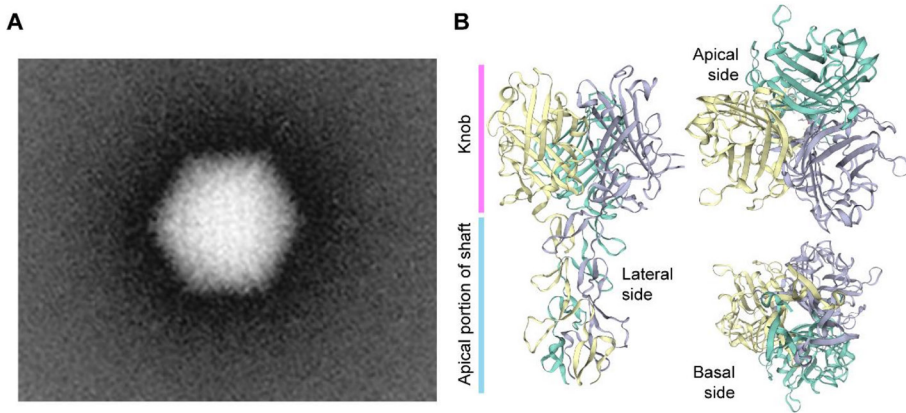 A
B
Knob
Apical portion of shaft
Lateral
side
Apical
side
Basal
side